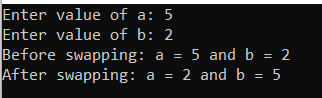 Enter value of a: 5
Enter value of b: 2
Before swapping: a = 5 and b = 2
After swapping: a = 2 and b = 5